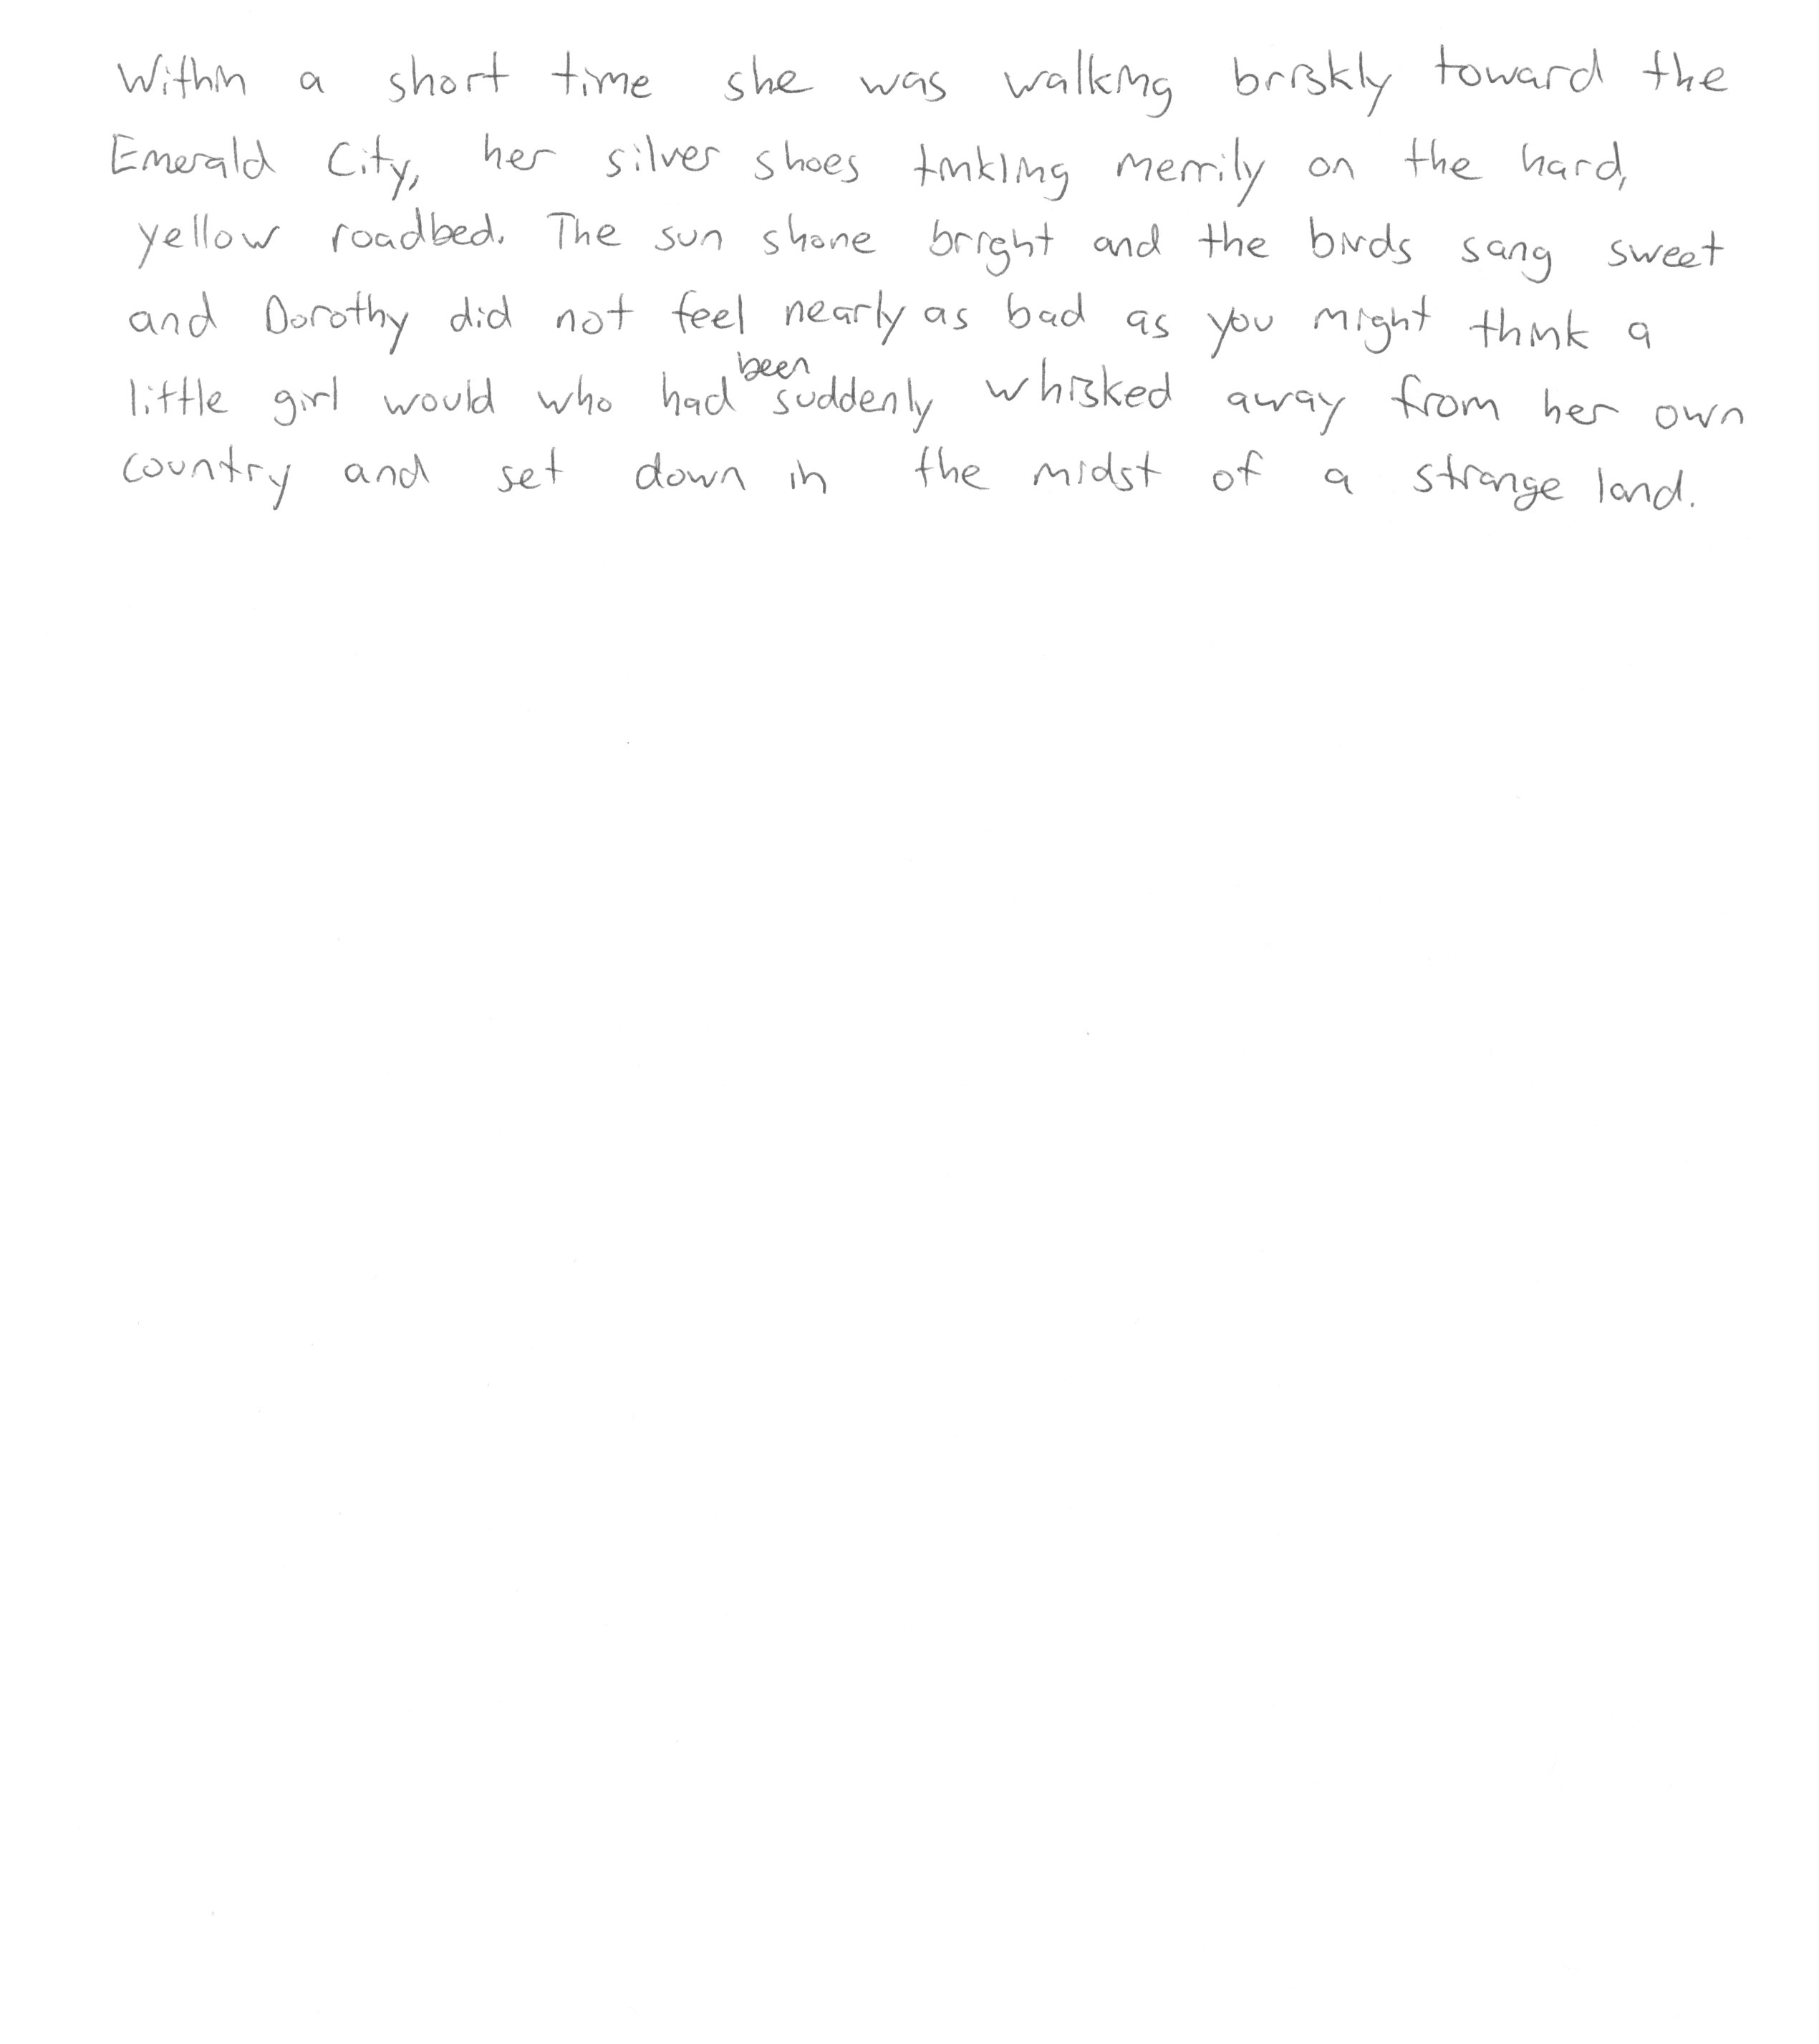 Within a short time she was walking briskly toward the
Emerald City, her silver shoes tinkling merrily on the hard,
yellow roadbed. The sun shone bright and the birds sang sweet
and Dorothy did not feel nearly as bad as you might think a
little girl would who had been suddenly whisked away from her own
country and set down in the midst of a strange land.